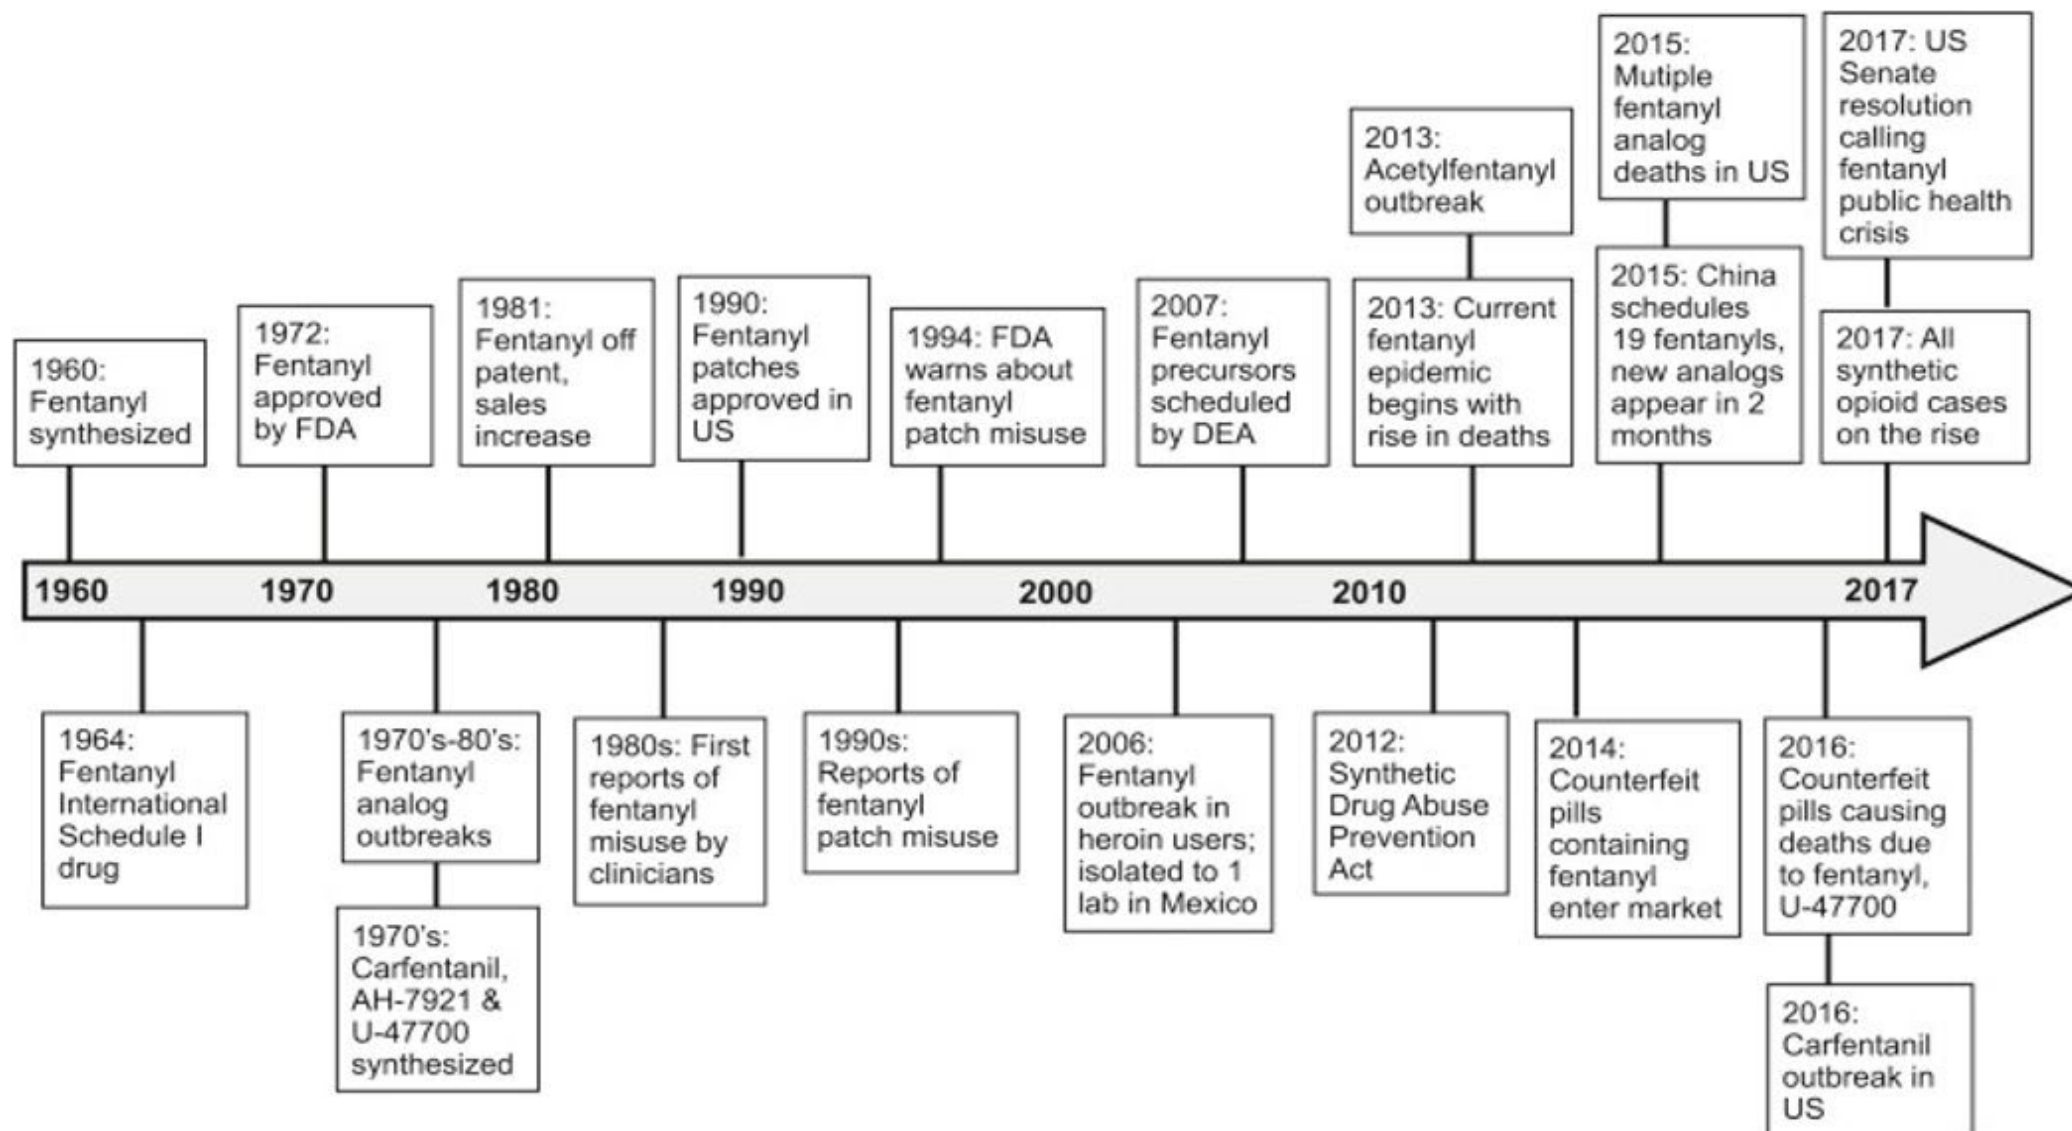 2015:
Mutiple
fentanyl
analog
deaths in US
2017: US
Senate
resolution
calling
fentanyl
public health
crisis
2013:
Acetylfentanyl
outbreak
1960:
Fentanyl
synthesized
1972:
Fentanyl
approved
by FDA
1981:
Fentanyl off
patent,
sales
increase
1990:
Fentanyl
patches
approved in
US
1994: FDA
warns about
fentanyl
patch misuse
2007:
Fentanyl
precursors
scheduled
by DEA
2013: Current
fentanyl
epidemic
begins with
rise in deaths
2015: China
schedules
19 fentanyls,
new analogs
appear in 2
months
2017: All
synthetic
opioid cases
on the rise
1960
1970
1980
1990
2000
2010
2017
1964:
Fentanyl
International
Schedule I
drug
1970's-80's:
Fentanyl
analog
outbreaks
1970's:
Carfentanil,
AH-7921 &
U-47700
synthesized
1980s: First
reports of
fentanyl
misuse by
clinicians
1990s:
Reports of
fentanyl
patch misuse
2006:
Fentanyl
outbreak in
heroin users;
isolated to 1
lab in Mexico
2012:
Synthetic
Drug Abuse
Prevention
Act
2014:
Counterfeit
pills
containing
fentanyl
enter market
2016:
Counterfeit
pills causing
deaths due
to fentanyl,
U-47700
2016:
Carfentanil
outbreak in
US